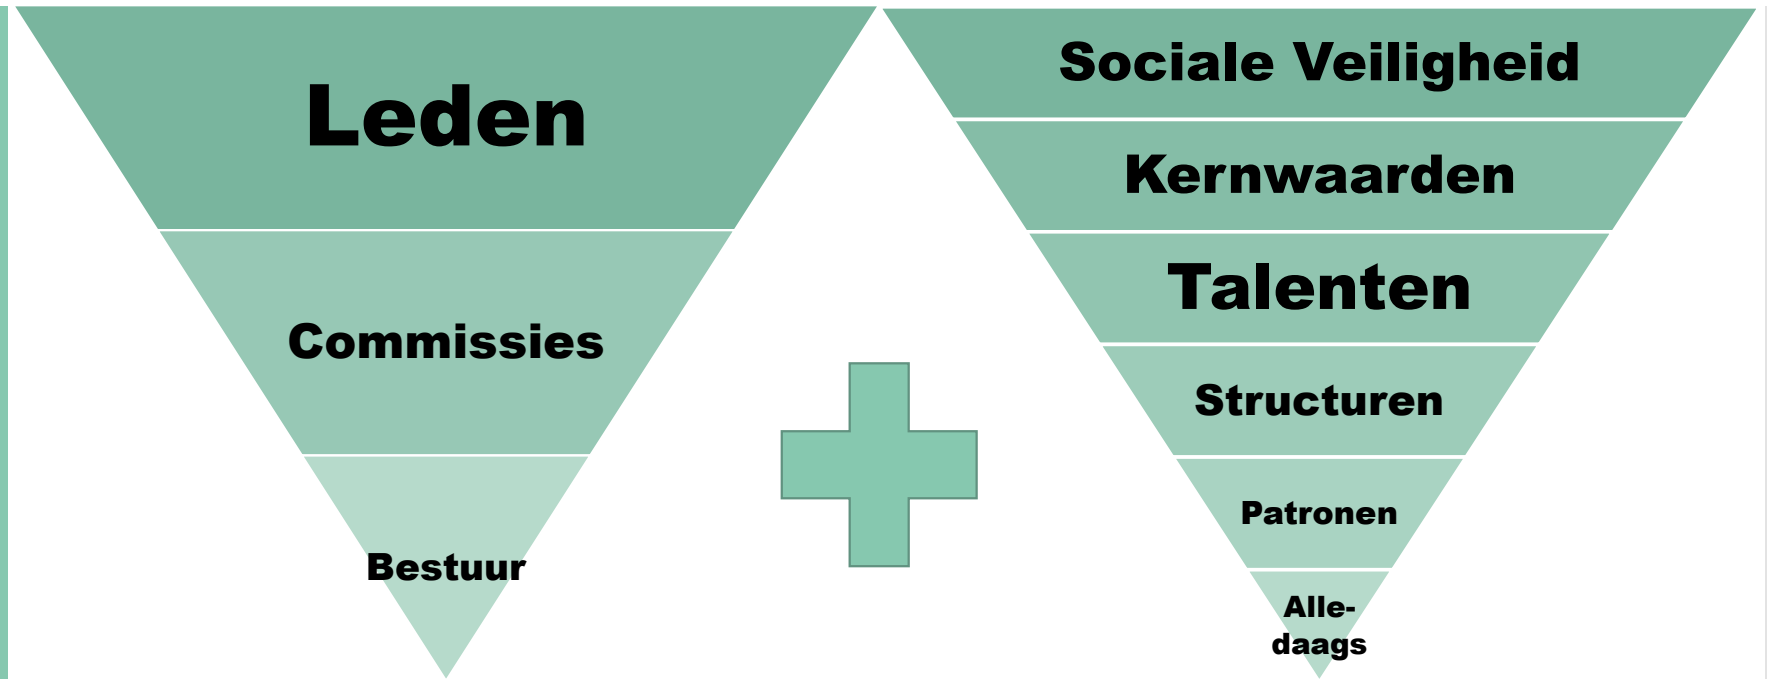 Leden
Commissies
Bestuur
Sociale Veiligheid
Kernwaarden
Talenten
Structuren
Patronen
Alle-
daags